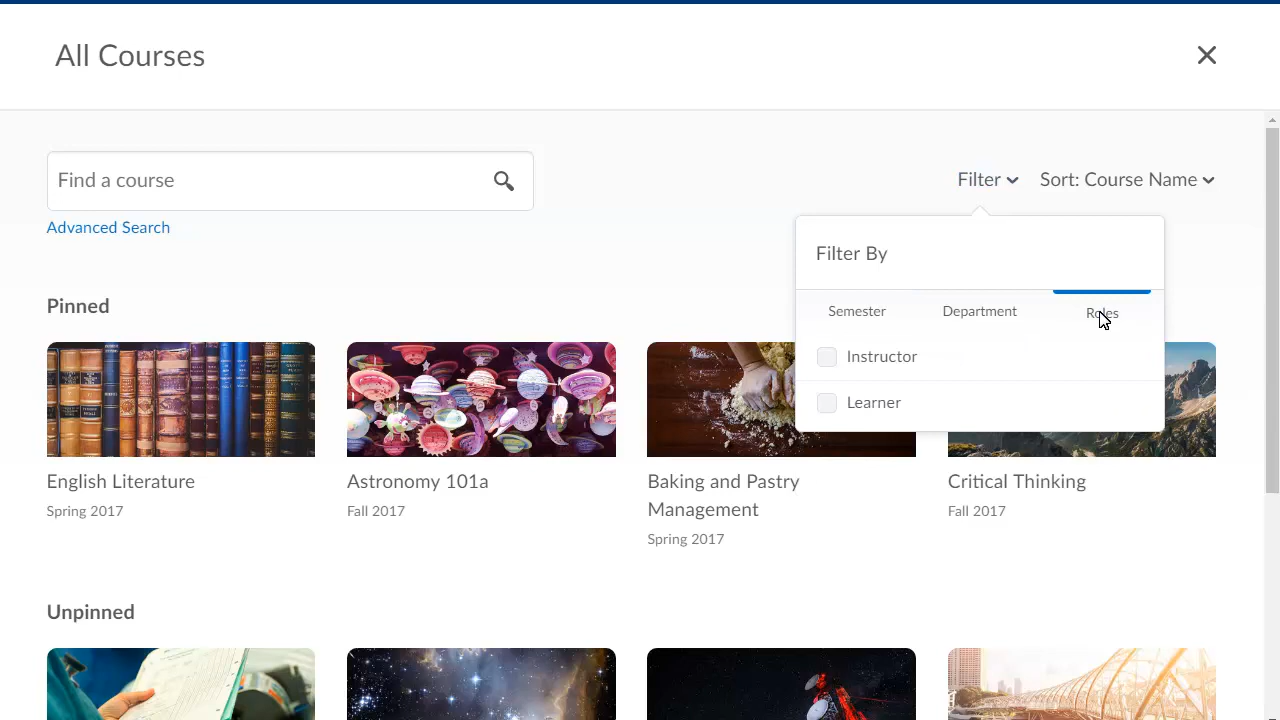 All Courses
Find a course
Filter
Sort: Course Name
Advanced Search
Filter By
Semester
Department
Roles
Instructor
Learner
Pinned
English Literature
Spring 2017
Astronomy 101a
Fall 2017
Baking and Pastry
Management
Spring 2017
Critical Thinking
Fall 2017
Unpinned